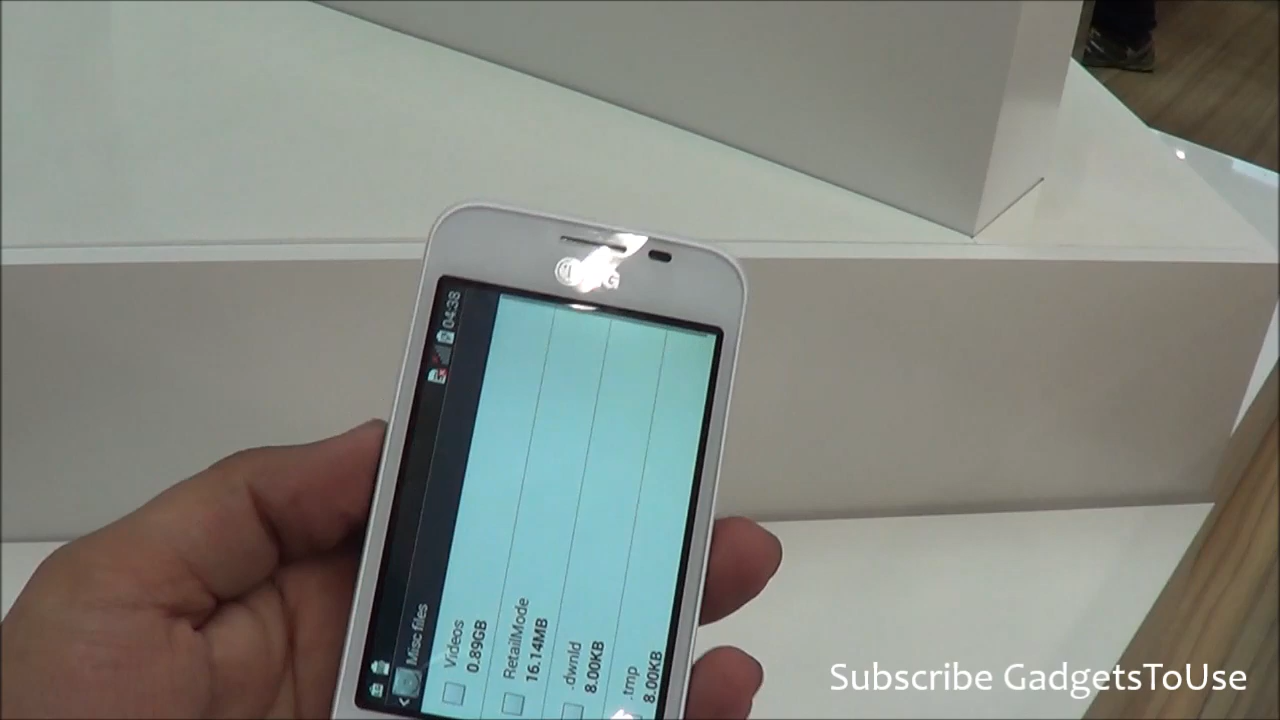 LG
04:38
Misc files
Videos
0.89GB
RetailMode
16.14MB
.dwnld
8.00KB
.tmp
8.00KB
Subscribe GadgetsToUse